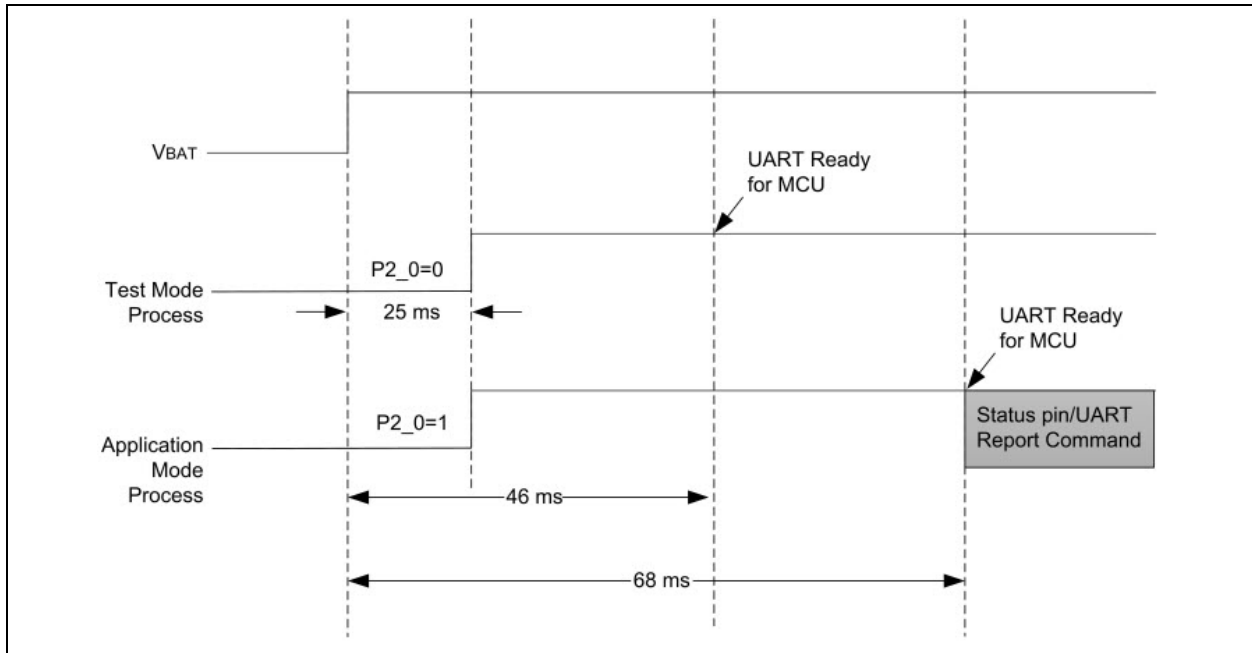 VBAT
UART Ready
for MCU
P2_0=0
Test Mode
Process
25 ms
UART Ready
for MCU
P2_0=1
Status pin/UART
Report Command
Application
Mode
Process
46 ms
68 ms